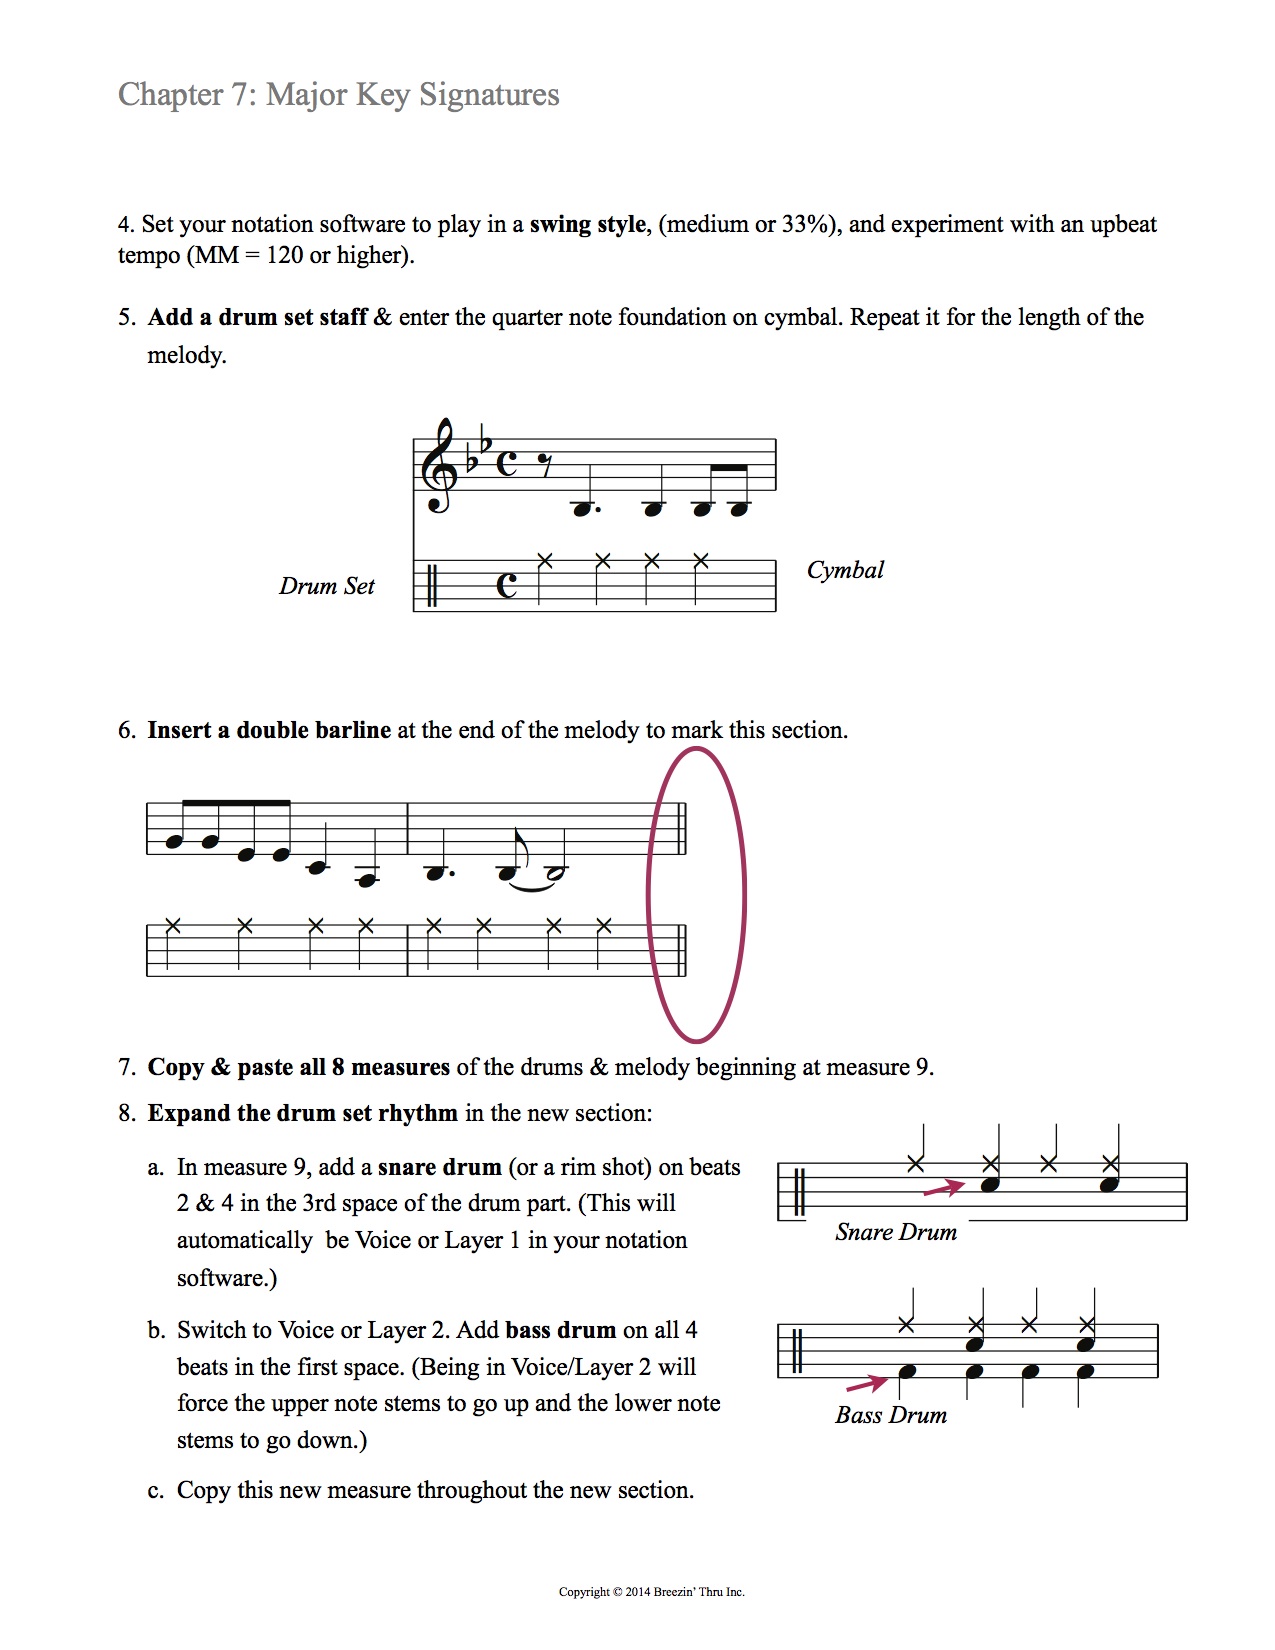 Chapter 7: Major Key Signatures
4. Set your notation software to play in a swing style, (medium or 33%), and experiment with an upbeat
tempo (MM = 120 or higher).
5. Add a drum set staff & enter the quarter note foundation on cymbal. Repeat it for the length of the
melody.
Drum Set
Cymbal
6. Insert a double barline at the end of the melody to mark this section.
7. Copy & paste all 8 measures of the drums & melody beginning at measure 9.
8. Expand the drum set rhythm in the new section:
a. In measure 9, add a snare drum (or a rim shot) on beats
2 & 4 in the 3rd space of the drum part. (This will
automatically be Voice or Layer 1 in your notation
software.)
Snare Drum
b. Switch to Voice or Layer 2. Add bass drum on all 4
beats in the first space. (Being in Voice/Layer 2 will
force the upper note stems to go up and the lower note
stems to go down.)
Bass Drum
c. Copy this new measure throughout the new section.
Copyright © 2014 Breezin’ Thru Inc.